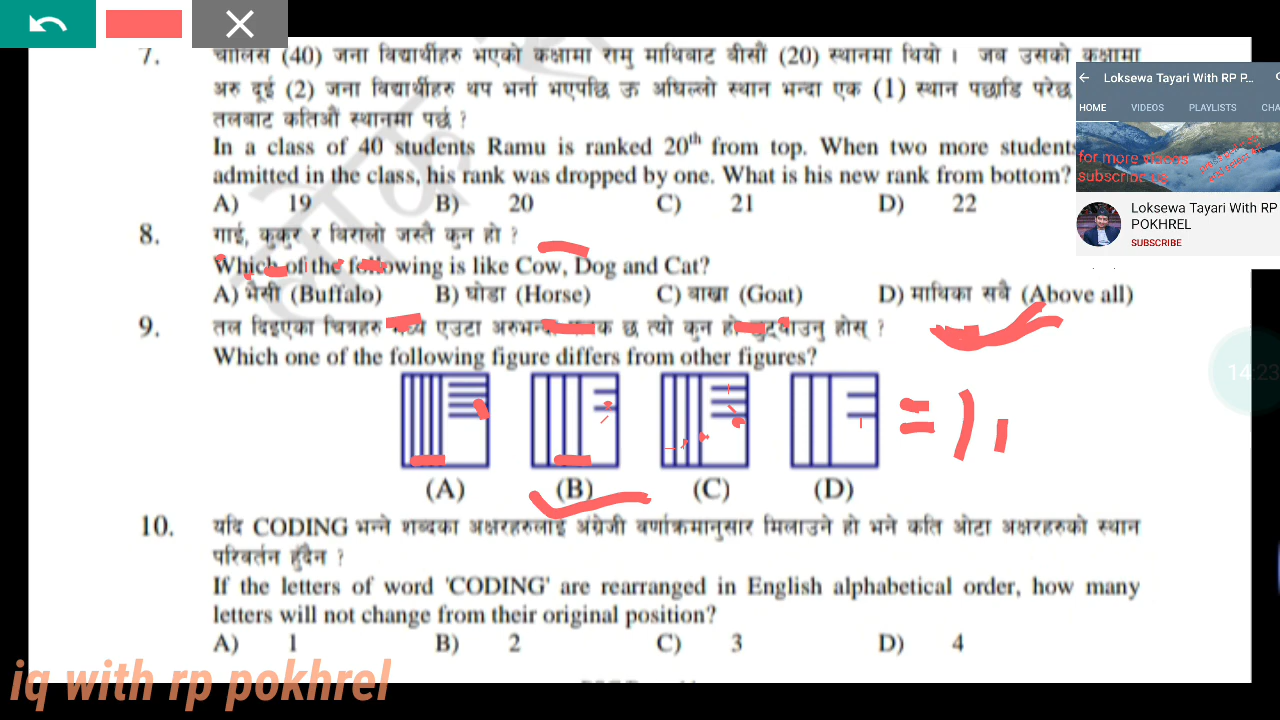 7. चालिस (40) जना विद्यार्थीहरु भएको कक्षामा रामु माथिबाट बीसौं (20) स्थानमा थियो । जब उसको कक्षामा
अरु दूई (2) जना विद्यार्थीहरु थप भर्ना भएपछि ऊ अघिल्लो स्थान भन्दा एक (1) स्थान पछाडि परेछ
तलबाट कतिऔं स्थानमा पर्छ ?
In a class of 40 students Ramu is ranked 20th from top. When two more students
admitted in the class, his rank was dropped by one. What is his new rank from bottom?
A) 19 B) 20 C) 21 D) 22
8. गाई, कुकुर र बिरालो जस्तै कुन हो ?
Which of the following is like Cow, Dog and Cat?
A) भैसी (Buffalo) B) घोडा (Horse) C) बाख्रा (Goat) D) माथिका सबै (Above all)
9. तल दिइएका चित्रहरु मध्ये एउटा अरुभन्दा फरक छ त्यो कुन हो छुट्याउनु होस् ?
Which one of the following figure differs from other figures?
(A) (B) (C) (D)
10. यदि CODING भन्ने शब्दका अक्षरहरुलाई अंग्रेजी वर्णाक्रमानुसार मिलाउने हो भने कति ओटा अक्षरहरुको स्थान
परिवर्तन हुँदैन ?
If the letters of word 'CODING' are rearranged in English alphabetical order, how many
letters will not change from their original position?
A) 1 B) 2 C) 3 D) 4
iq with rp pokhrel
Loksewa Tayari With RP P...
HOME VIDEOS PLAYLISTS CHA
for more videos
subscribe us
Loksewa Tayari With RP
POKHREL
SUBSCRIBE
14:23